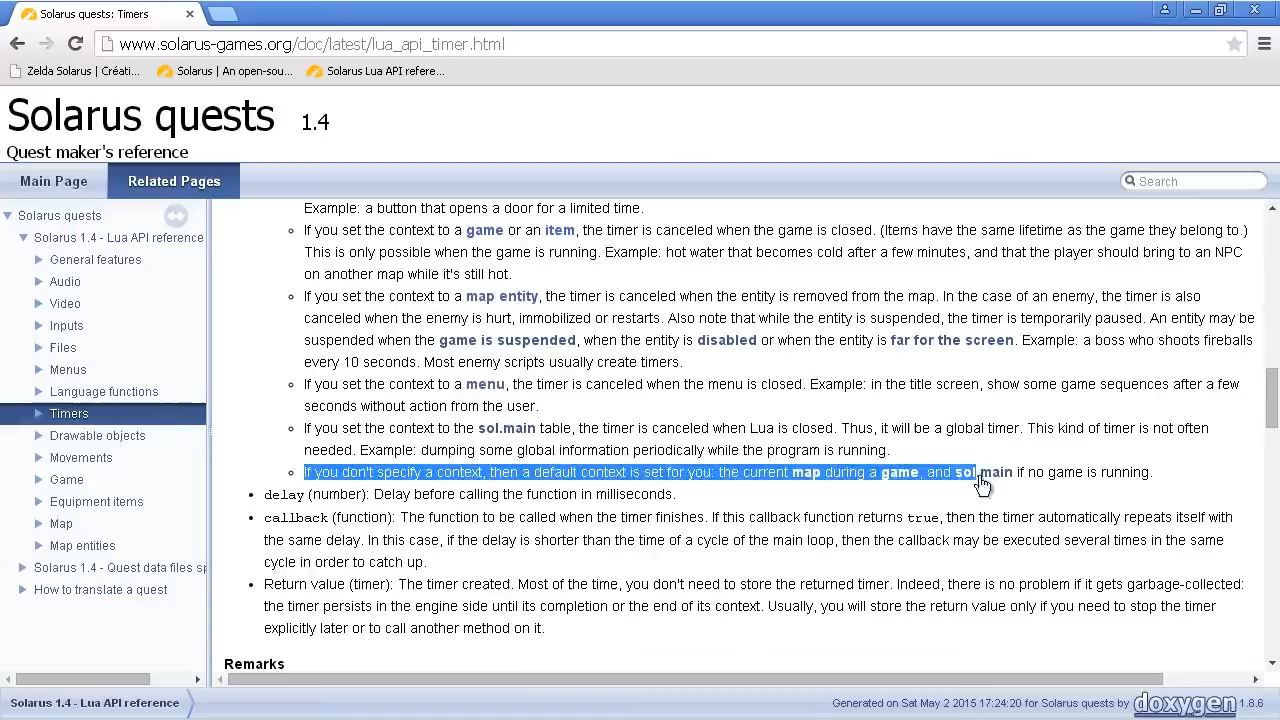 Solarus quests: Timers
www.solarus-games.org/doc/latest/lua_api_timer.html
Zelda Solarus | Créati...
Solarus | An open-sou...
Solarus Lua API refere...
Solarus quests 1.4
Quest maker's reference
Main Page
Related Pages
Search
Solarus quests
Solarus 1.4 - Lua API reference
General features
Audio
Video
Inputs
Files
Menus
Language functions
Timers
Drawable objects
Movements
Game
Equipment items
Map
Map entities
Solarus 1.4 - Quest data files sp
How to translate a quest
Example: a button that opens a door for a limited time.
If you set the context to a game or an item, the timer is canceled when the game is closed. (Items have the same lifetime as the game they belong to.)
This is only possible when the game is running. Example: hot water that becomes cold after a few minutes, and that the player should bring to an NPC
on another map while it's still hot.
If you set the context to a map entity, the timer is canceled when the entity is removed from the map. In the case of an enemy, the timer is also
canceled when the enemy is hurt, immobilized or restarts. Also note that while the entity is suspended, the timer is temporarily paused. An entity may be
suspended when the game is suspended, when the entity is disabled or when the entity is far for the screen. Example: a boss who shoots fireballs
every 10 seconds. Most enemy scripts usually create timers.
If you set the context to a menu, the timer is canceled when the menu is closed. Example: in the title screen, show some game sequences after a few
seconds without action from the user.
If you set the context to the sol.main table, the timer is canceled when Lua is closed. Thus, it will be a global timer. This kind of timer is not often
needed. Example: dumping some global information periodically while the program is running.
If you don't specify a context, then a default context is set for you: the current map during a game, and sol.main if no game is running.
delay (number): Delay before calling the function in milliseconds.
callback (function): The function to be called when the timer finishes. If this callback function returns true, then the timer automatically repeats itself with
the same delay. In this case, if the delay is shorter than the time of a cycle of the main loop, then the callback may be executed several times in the same
cycle in order to catch up.
Return value (timer): The timer created. Most of the time, you don't need to store the returned timer. Indeed, there is no problem if it gets garbage-collected:
the timer persists in the engine side until its completion or the end of its context. Usually, you will store the return value only if you need to stop the timer
explicitly later or to call another method on it.
Remarks
Solarus 1.4 - Lua API reference
Generated on Sat May 2 2015 17:24:20 for Solarus quests by doxygen 1.8.6